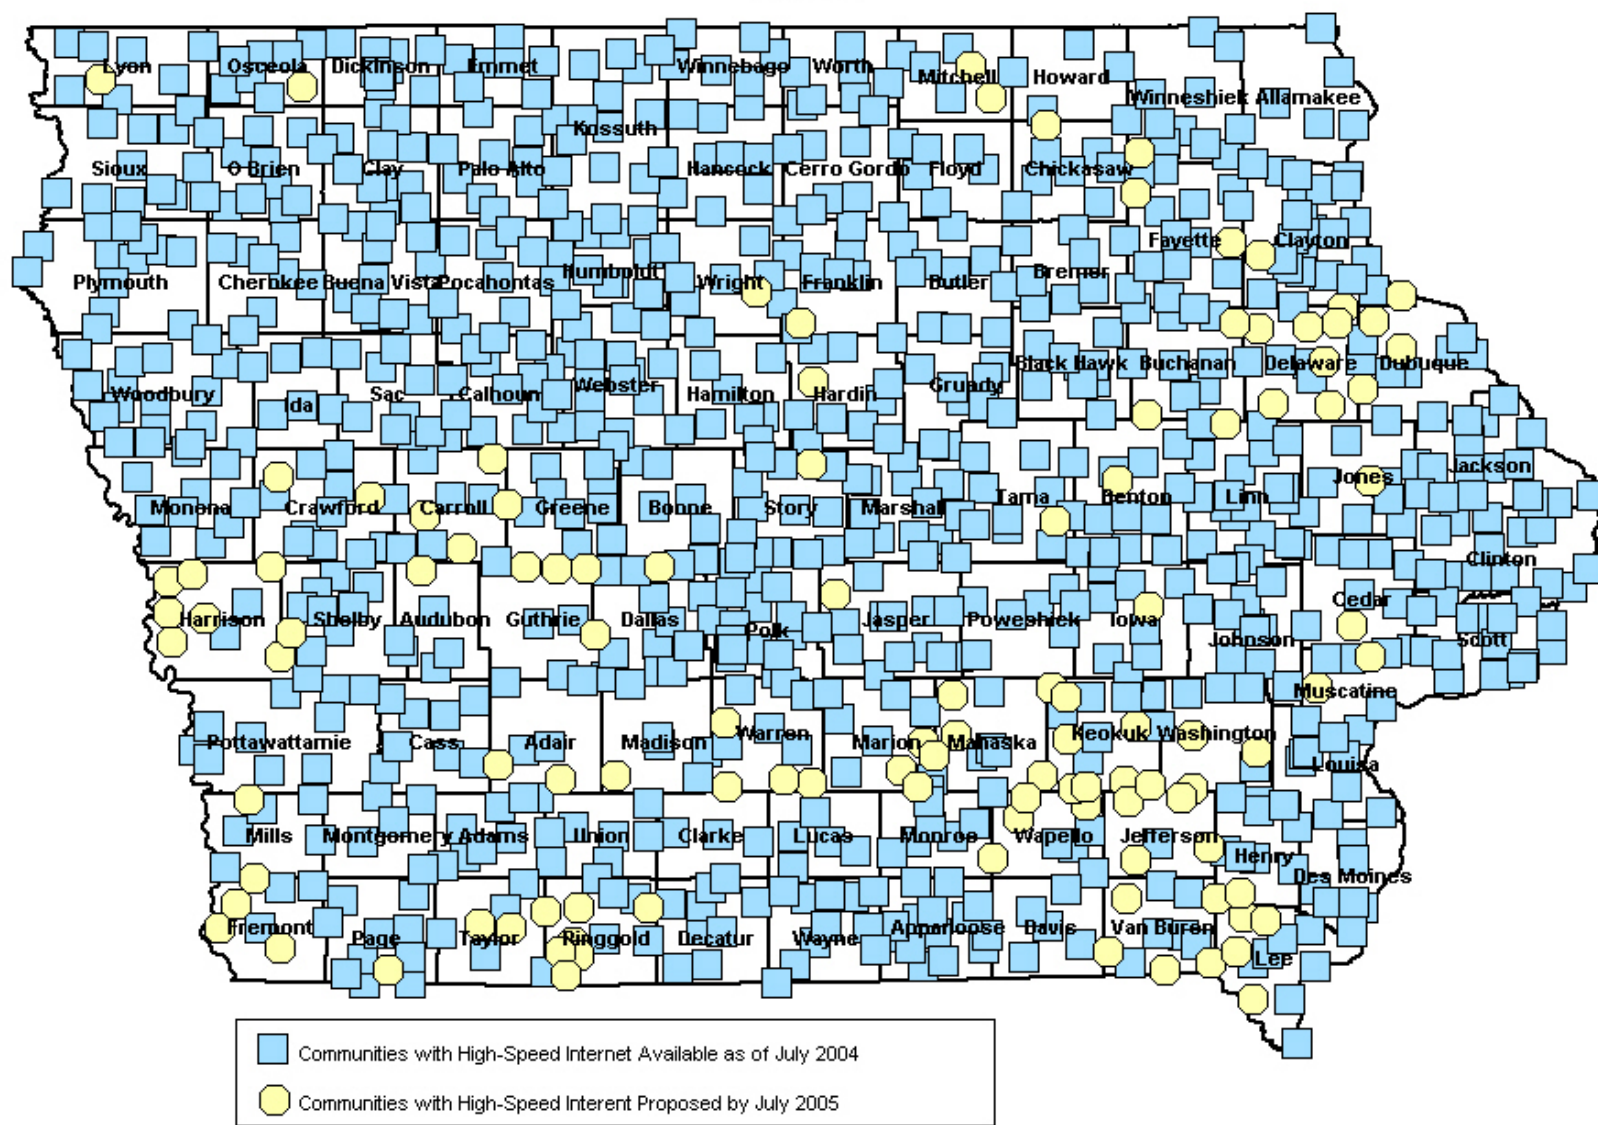 Lyon Osceola Dickinson Emmet Winnebago Worth Mitchell Howard Winneshiek Allamakee
Kossuth
Sioux O Brien Clay Palo Alto Hancock Cerro Gordo Floyd Chickasaw
Fayette Clayton
Plymouth Cherokee Buena Vista Pocahontas Humboldt Wright Franklin Butler Bremer
Woodbury Ida Sac Calhoun Webster Hamilton Hardin Grundy Black Hawk Buchanan Delaware Dubuque
Monona Crawford Carroll Greene Boone Story Marshall Tama Benton Linn Jones Jackson
Clinton
Harrison Shelby Audubon Guthrie Dallas Polk Jasper Poweshiek Iowa Johnson Cedar Scott
Muscatine
Pottawattamie Cass Adair Madison Warren Marion Mahaska Keokuk Washington Louisa
Mills Montgomery Adams Union Clarke Lucas Monroe Wapello Jefferson Henry
Des Moines
Fremont Page Taylor Ringgold Decatur Wayne Appanoose Davis Van Buren Lee
Communities with High-Speed Internet Available as of July 2004
Communities with High-Speed Interent Proposed by July 2005